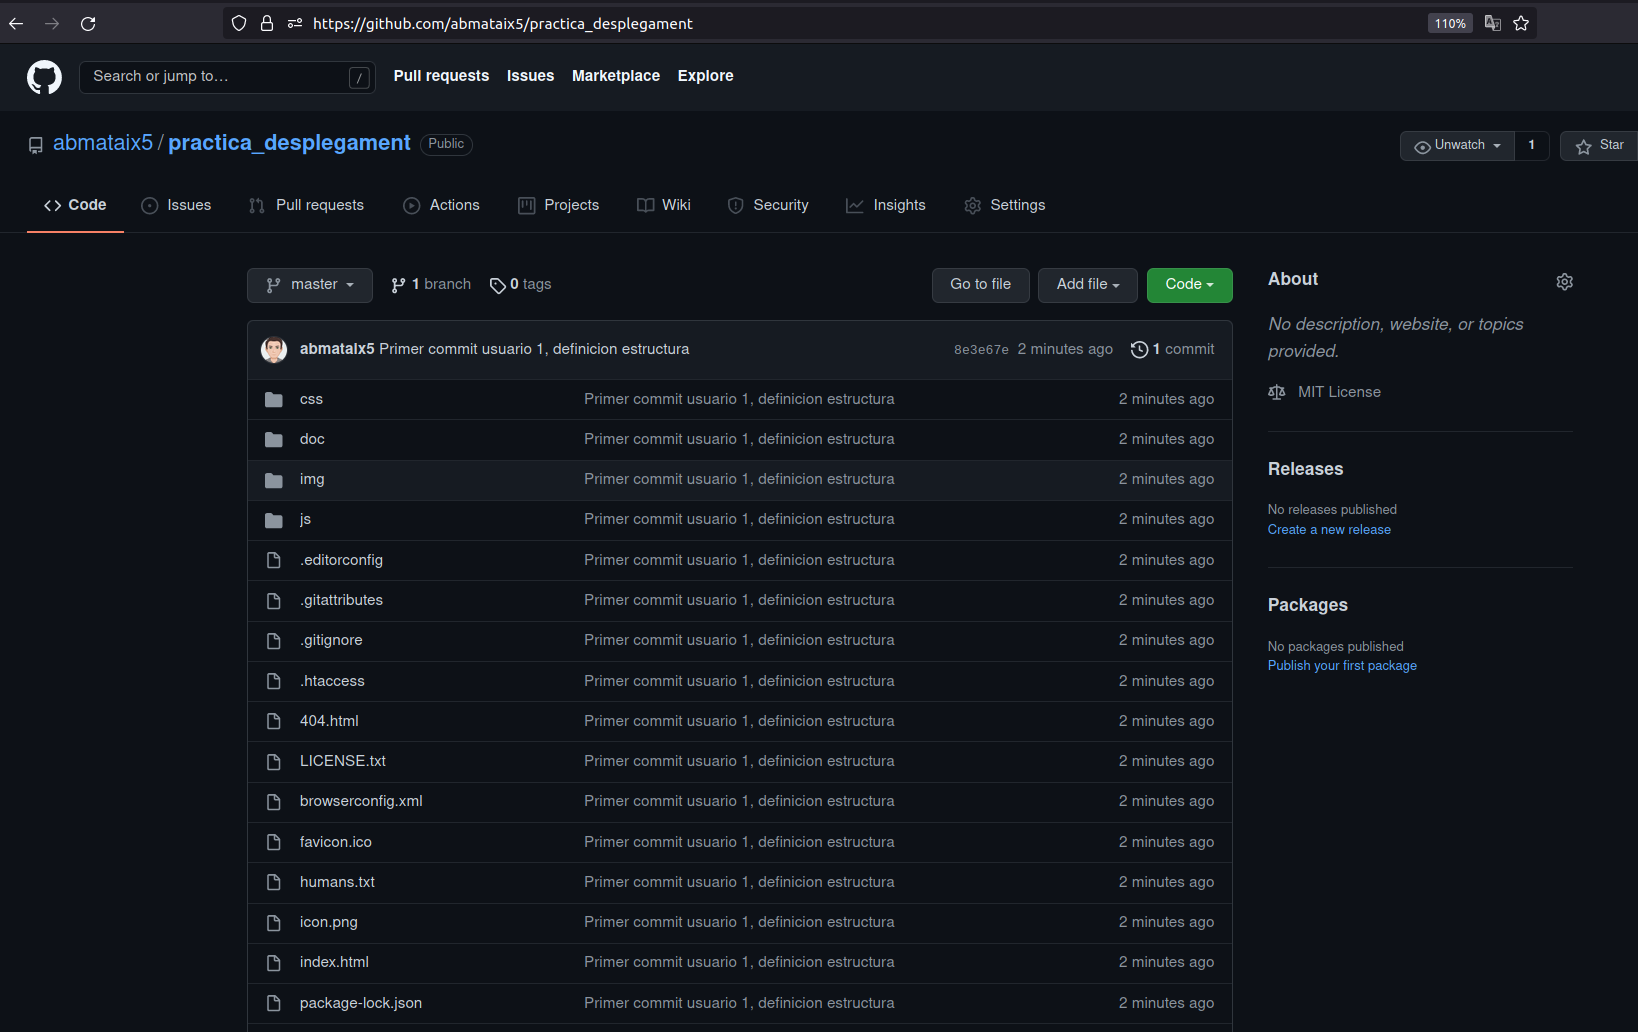 https://github.com/abmataix5/practica_desplegament 110%
Search or jump to… / Pull requests Issues Marketplace Explore
abmataix5 / practica_desplegament Public Unwatch 1 Star
Code Issues Pull requests Actions Projects Wiki Security Insights Settings
master 1 branch 0 tags Go to file Add file Code
abmataix5 Primer commit usuario 1, definicion estructura 8e3e67e 2 minutes ago 1 commit
css Primer commit usuario 1, definicion estructura 2 minutes ago
doc Primer commit usuario 1, definicion estructura 2 minutes ago
img Primer commit usuario 1, definicion estructura 2 minutes ago
js Primer commit usuario 1, definicion estructura 2 minutes ago
.editorconfig Primer commit usuario 1, definicion estructura 2 minutes ago
.gitattributes Primer commit usuario 1, definicion estructura 2 minutes ago
.gitignore Primer commit usuario 1, definicion estructura 2 minutes ago
.htaccess Primer commit usuario 1, definicion estructura 2 minutes ago
404.html Primer commit usuario 1, definicion estructura 2 minutes ago
LICENSE.txt Primer commit usuario 1, definicion estructura 2 minutes ago
browserconfig.xml Primer commit usuario 1, definicion estructura 2 minutes ago
favicon.ico Primer commit usuario 1, definicion estructura 2 minutes ago
humans.txt Primer commit usuario 1, definicion estructura 2 minutes ago
icon.png Primer commit usuario 1, definicion estructura 2 minutes ago
index.html Primer commit usuario 1, definicion estructura 2 minutes ago
package-lock.json Primer commit usuario 1, definicion estructura 2 minutes ago
About
No description, website, or topics
provided.
MIT License
Releases
No releases published
Create a new release
Packages
No packages published
Publish your first package